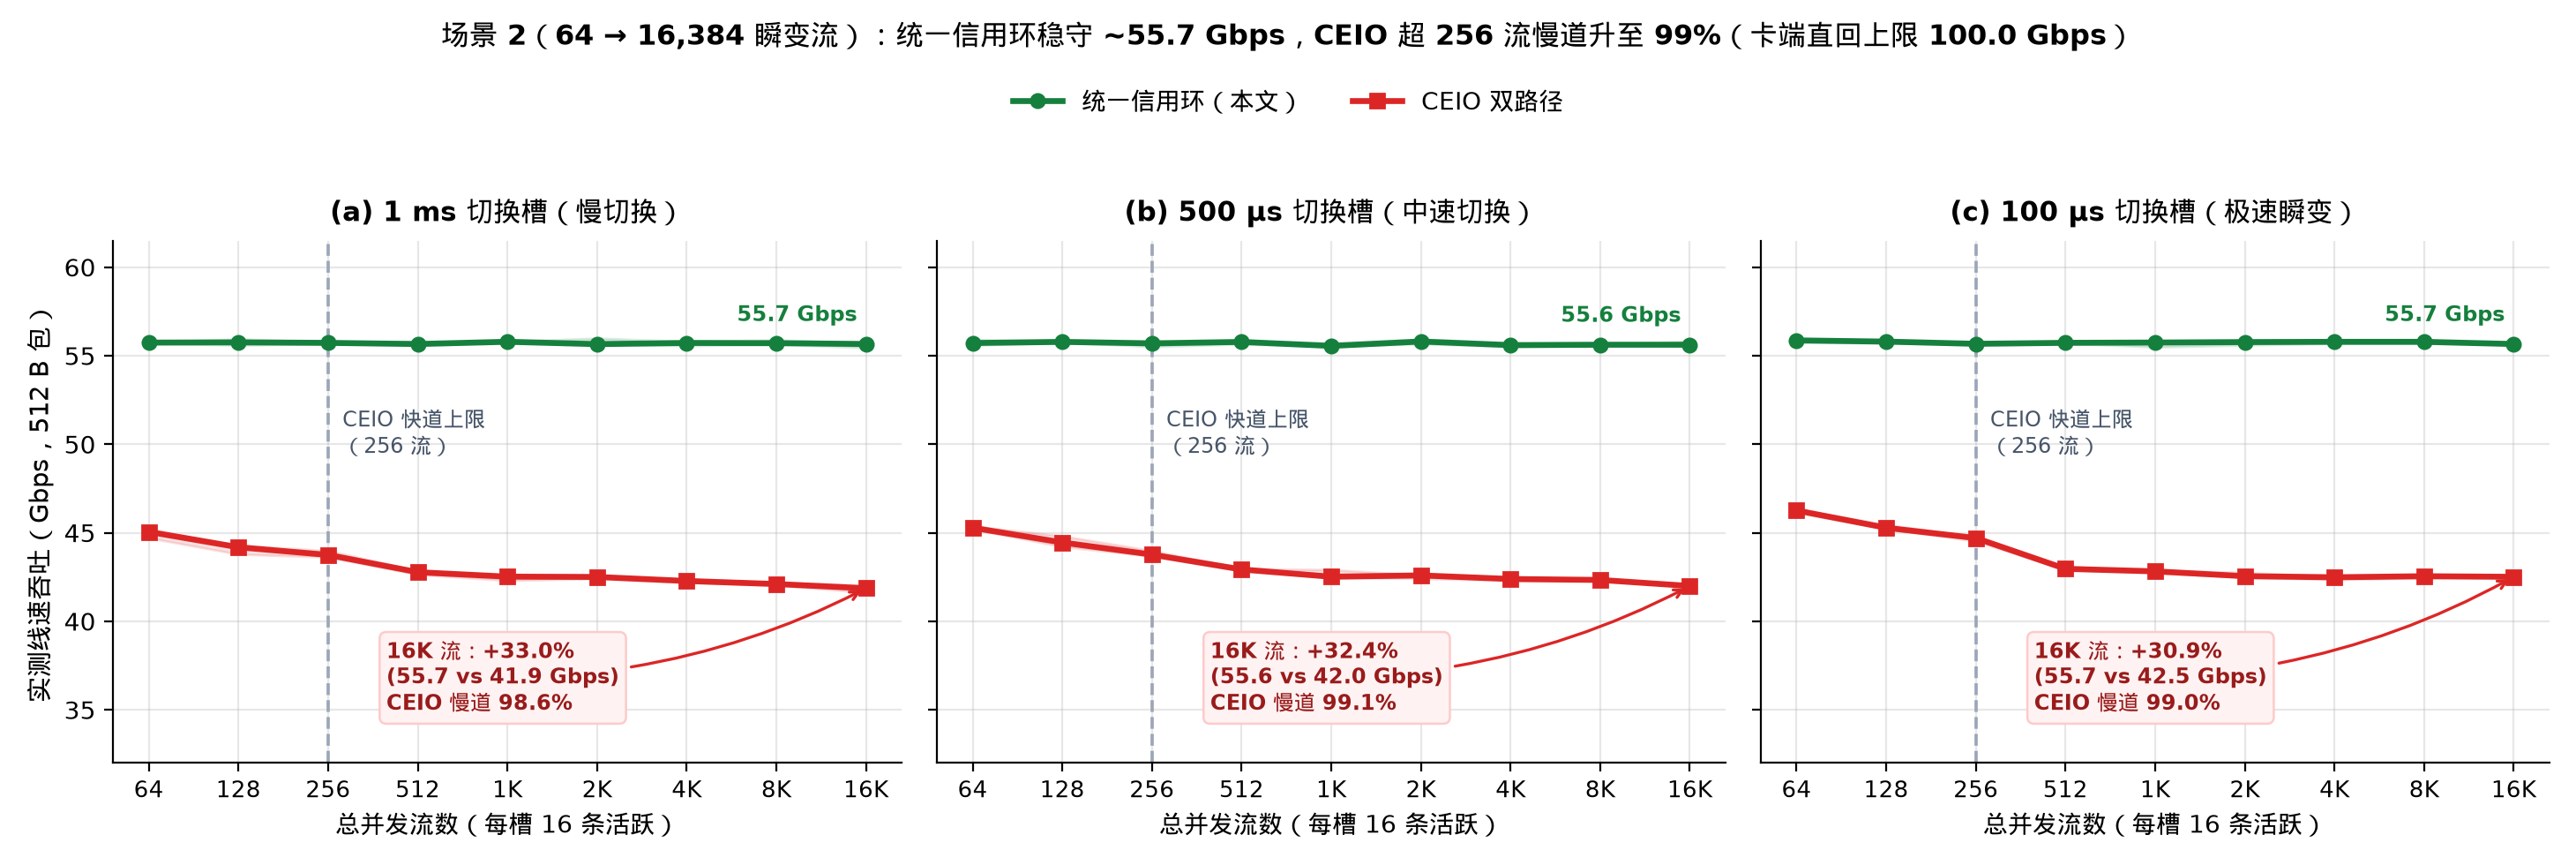 场景 2（64 → 16,384 瞬变流）：统一信用环稳守 ~55.7 Gbps，CEIO 超 256 流慢道升至 99%（卡端直回上限 100.0 Gbps）
统一信用环（本文）
CEIO 双路径
(a) 1 ms 切换槽（慢切换）
实测线速吞吐（Gbps，512 B 包）
60
55
50
45
40
35
55.7 Gbps
CEIO 快道上限
（256 流）
16K 流：+33.0%
(55.7 vs 41.9 Gbps)
CEIO 慢道 98.6%
64 128 256 512 1K 2K 4K 8K 16K
总并发流数（每槽 16 条活跃）
(b) 500 μs 切换槽（中速切换）
55.6 Gbps
CEIO 快道上限
（256 流）
16K 流：+32.4%
(55.6 vs 42.0 Gbps)
CEIO 慢道 99.1%
64 128 256 512 1K 2K 4K 8K 16K
总并发流数（每槽 16 条活跃）
(c) 100 μs 切换槽（极速瞬变）
55.7 Gbps
CEIO 快道上限
（256 流）
16K 流：+30.9%
(55.7 vs 42.5 Gbps)
CEIO 慢道 99.0%
64 128 256 512 1K 2K 4K 8K 16K
总并发流数（每槽 16 条活跃）